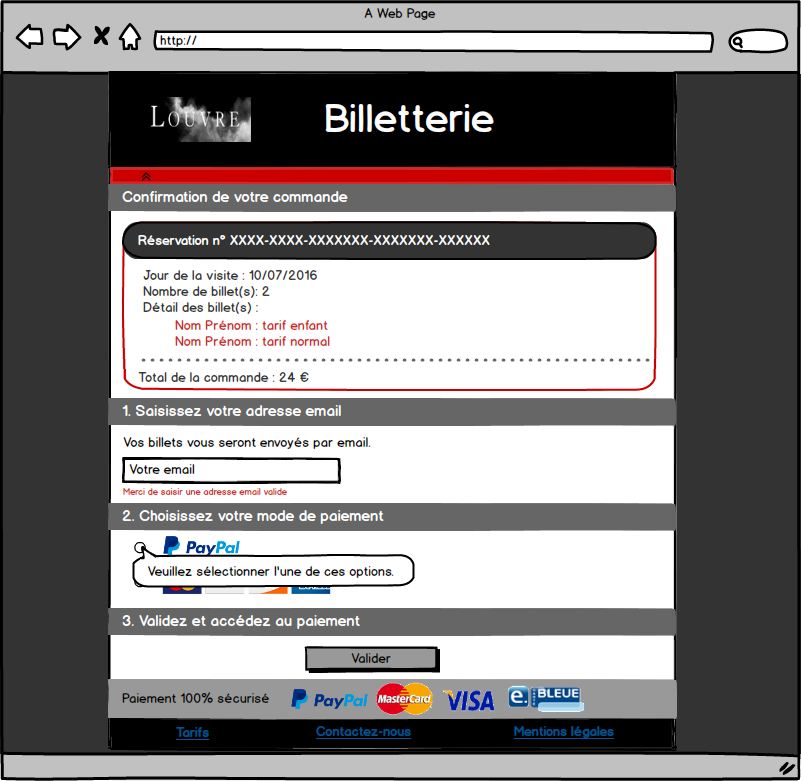 A Web Page
http://
LOUVRE
Billetterie
Confirmation de votre commande
Réservation n° XXXX-XXXX-XXXXXXX-XXXXXXX-XXXXXX
Jour de la visite : 10/07/2016
Nombre de billet(s): 2
Détail des billet(s) :
Nom Prénom : tarif enfant
Nom Prénom : tarif normal
Total de la commande : 24 €
1. Saisissez votre adresse email
Vos billets vous seront envoyés par email.
Votre email
Merci de saisir une adresse email valide
2. Choisissez votre mode de paiement
PayPal
Veuillez sélectionner l'une de ces options.
3. Validez et accédez au paiement
Valider
Paiement 100% sécurisé PayPal MasterCard VISA e. BLEUE
Tarifs Contactez-nous Mentions légales